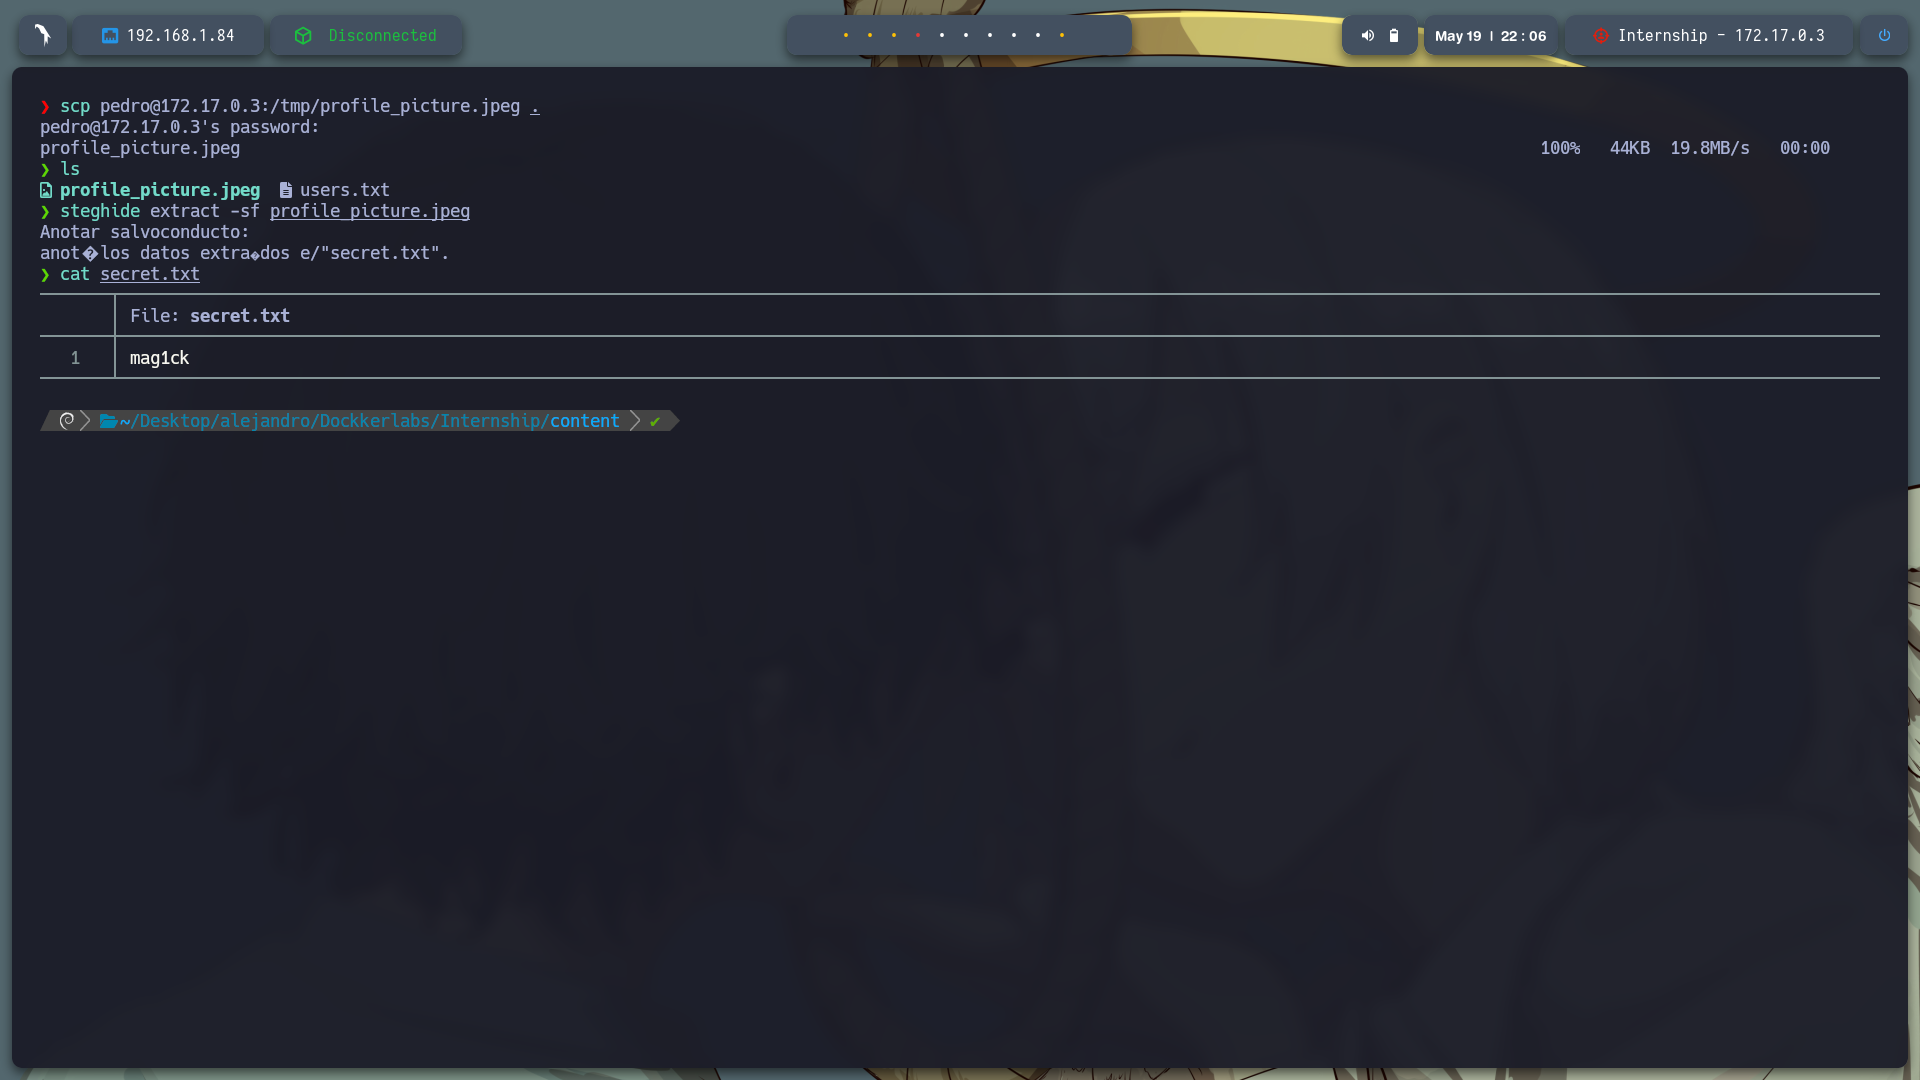 192.168.1.84 Disconnected May 19 | 22 : 06 Internship - 172.17.0.3
❯ scp pedro@172.17.0.3:/tmp/profile_picture.jpeg .
pedro@172.17.0.3's password:
profile_picture.jpeg 100% 44KB 19.8MB/s 00:00
❯ ls
profile_picture.jpeg users.txt
❯ steghide extract -sf profile_picture.jpeg
Anotar salvoconducto:
anot�los datos extra�dos e/"secret.txt".
❯ cat secret.txt
File: secret.txt
1 mag1ck
~/Desktop/alejandro/Dockkerlabs/Internship/content ✔